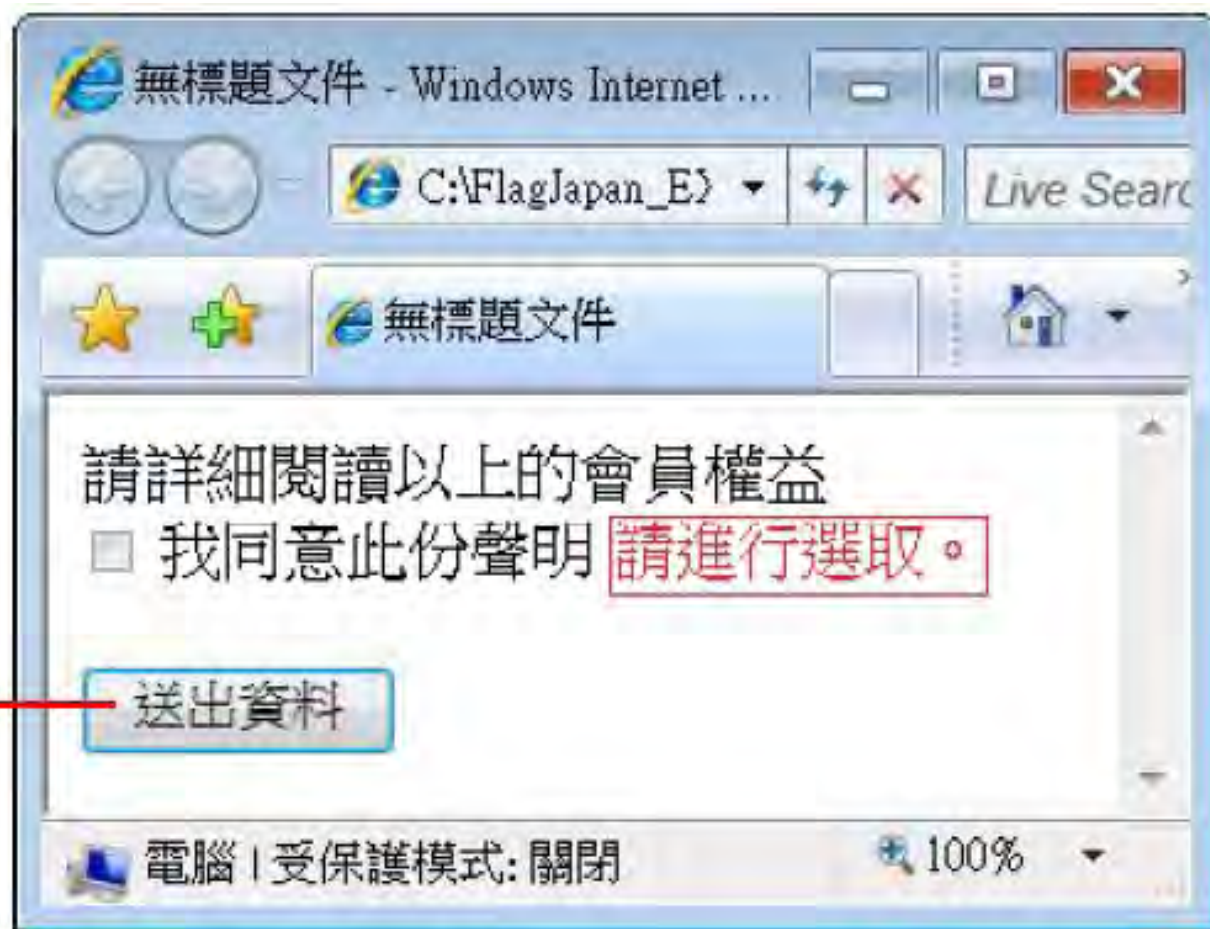 無標題文件 - Windows Internet ...
C:\FlagJapan_E
Live Searc
無標題文件
請詳細閱讀以上的會員權益
我同意此份聲明 請進行選取。
送出資料
電腦 | 受保護模式: 關閉 100%